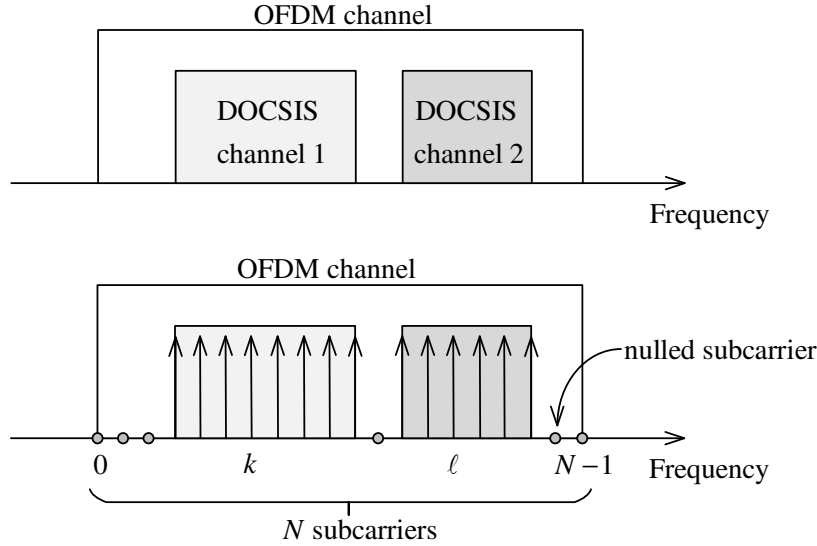 OFDM channel
DOCSIS
channel 1
DOCSIS
channel 2
Frequency
OFDM channel
nulled subcarrier
0
k
ℓ
N −1
Frequency
N subcarriers